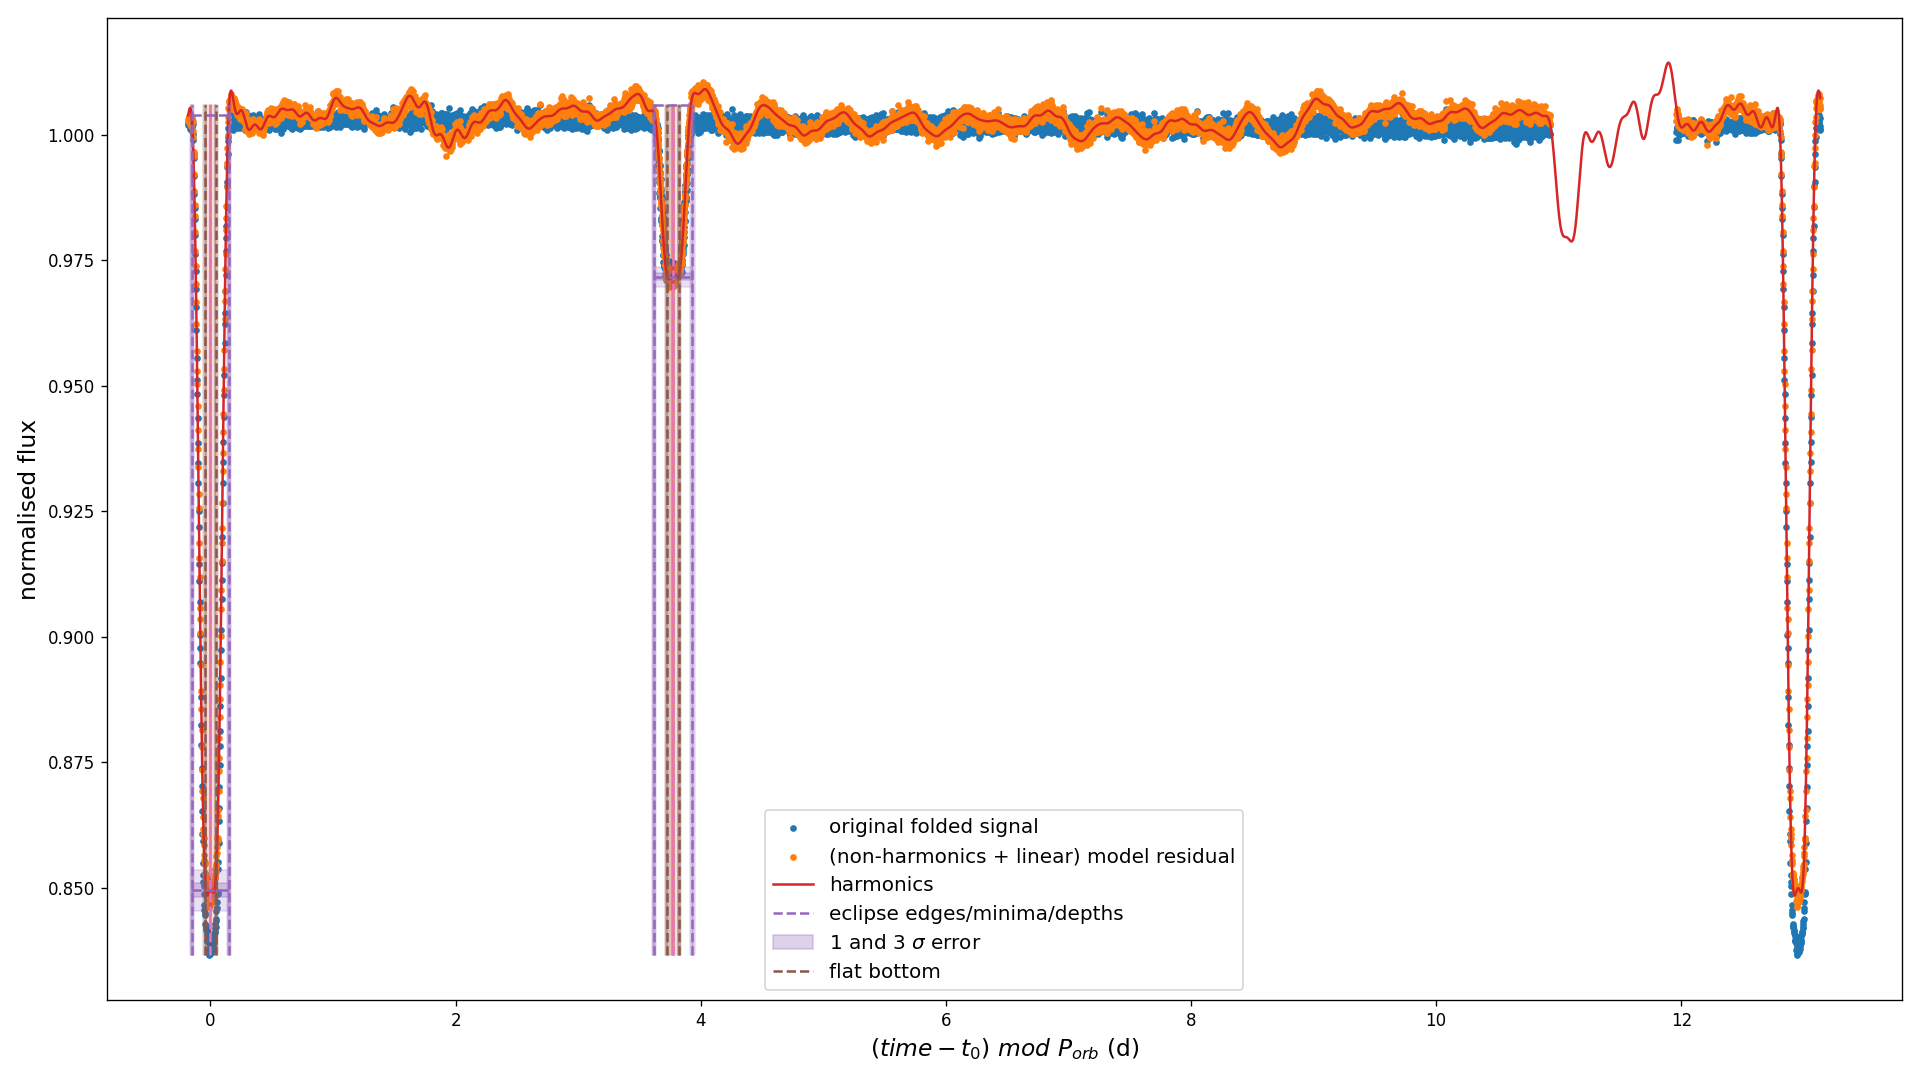 normalised flux
1.000
0.975
0.950
0.925
0.900
0.875
0.850
original folded signal
(non-harmonics + linear) model residual
harmonics
eclipse edges/minima/depths
1 and 3 σ error
flat bottom
0 2 4 6 8 10 12
(time − t₀) mod Pₒᵣb (d)